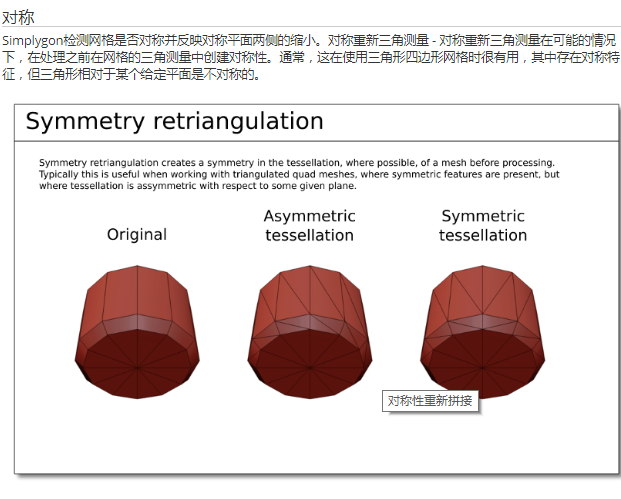 对称
Simplygon检测网格是否对称并反映对称平面两侧的缩小。对称重新三角测量 - 对称重新三角测量在可能的情况
下，在处理之前在网格的三角测量中创建对称性。通常，这在使用三角形四边形网格时很有用，其中存在对称特
征，但三角形相对于某个给定平面是不对称的。
Symmetry retriangulation
Symmetry retriangulation creates a symmetry in the tessellation, where possible, of a mesh before processing.
Typically this is useful when working with triangulated quad meshes, where symmetric features are present, but
where tessellation is assymmetric with respect to some given plane.
Original
Asymmetric
tessellation
Symmetric
tessellation
对称性重新拼接